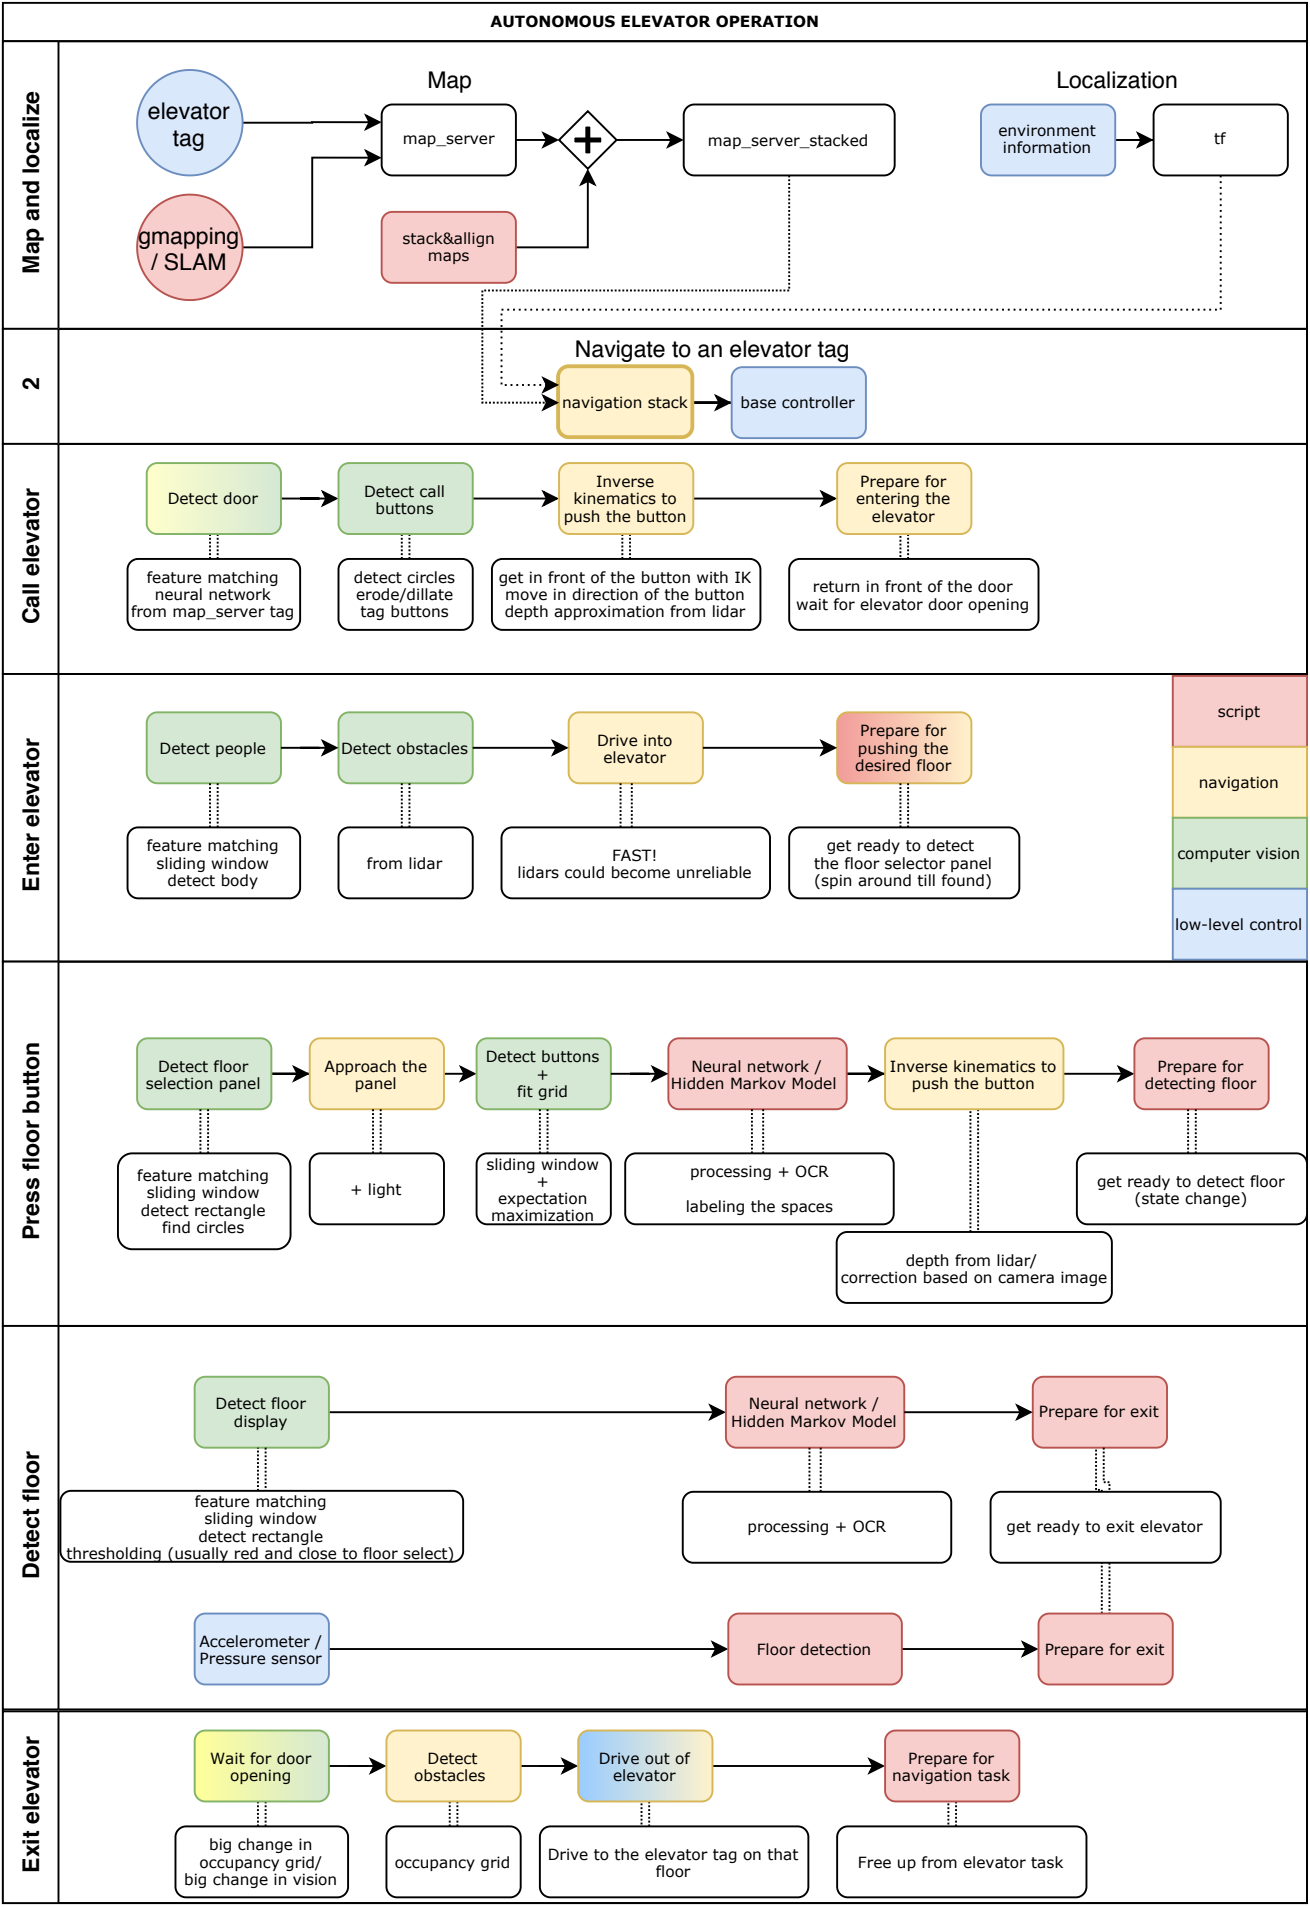 AUTONOMOUS ELEVATOR OPERATION
Map and localize
Map
Localization
elevator
tag
map_server
map_server_stacked
environment
information
tf
gmapping
/ SLAM
stack&allign
maps
2
Navigate to an elevator tag
navigation stack
base controller
Call elevator
Detect door
Detect call
buttons
Inverse
kinematics to
push the button
Prepare for
entering the
elevator
feature matching
neural network
from map_server tag
detect circles
erode/dillate
tag buttons
get in front of the button with IK
move in direction of the button
depth approximation from lidar
return in front of the door
wait for elevator door opening
Enter elevator
Detect people
Detect obstacles
Drive into
elevator
Prepare for
pushing the
desired floor
feature matching
sliding window
detect body
from lidar
FAST!
lidars could become unreliable
get ready to detect
the floor selector panel
(spin around till found)
script
navigation
computer vision
low-level control
Press floor button
Detect floor
selection panel
Approach the
panel
Detect buttons
+
fit grid
Neural network /
Hidden Markov Model
Inverse kinematics to
push the button
Prepare for
detecting floor
feature matching
sliding window
detect rectangle
find circles
+ light
sliding window
+
expectation
maximization
processing + OCR
labeling the spaces
depth from lidar/
correction based on camera image
get ready to detect floor
(state change)
Detect floor
Detect floor
display
Neural network /
Hidden Markov Model
Prepare for exit
feature matching
sliding window
detect rectangle
thresholding (usually red and close to floor select)
processing + OCR
get ready to exit elevator
Accelerometer /
Pressure sensor
Floor detection
Prepare for exit
Exit elevator
Wait for door
opening
Detect
obstacles
Drive out of
elevator
Prepare for
navigation task
big change in
occupancy grid/
big change in vision
occupancy grid
Drive to the elevator tag on that
floor
Free up from elevator task